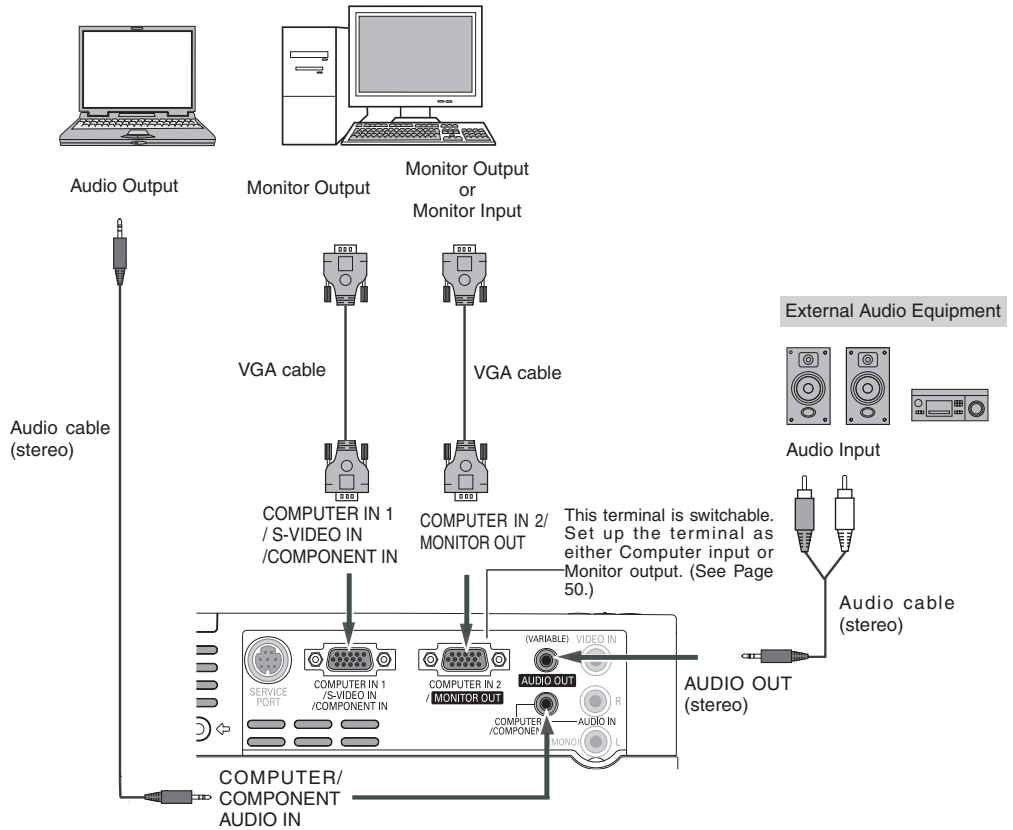 Audio Output
Monitor Output
Monitor Output
or
Monitor Input
External Audio Equipment
VGA cable
VGA cable
Audio cable
(stereo)
Audio Input
COMPUTER IN 1
/ S-VIDEO IN
/COMPONENT IN
COMPUTER IN 2/
MONITOR OUT
This terminal is switchable.
Set up the terminal as
either Computer input or
Monitor output. (See Page
50.)
Audio cable
(stereo)
(VARIABLE)
VIDEO IN
SERVICE
PORT
COMPUTER IN 1
/S-VIDEO IN
/COMPONENT IN
COMPUTER IN 2
/ MONITOR OUT
AUDIO OUT
R
COMPUTER
/COMPONEN
AUDIO IN
(MONO)
L
AUDIO OUT
(stereo)
COMPUTER/
COMPONENT
AUDIO IN